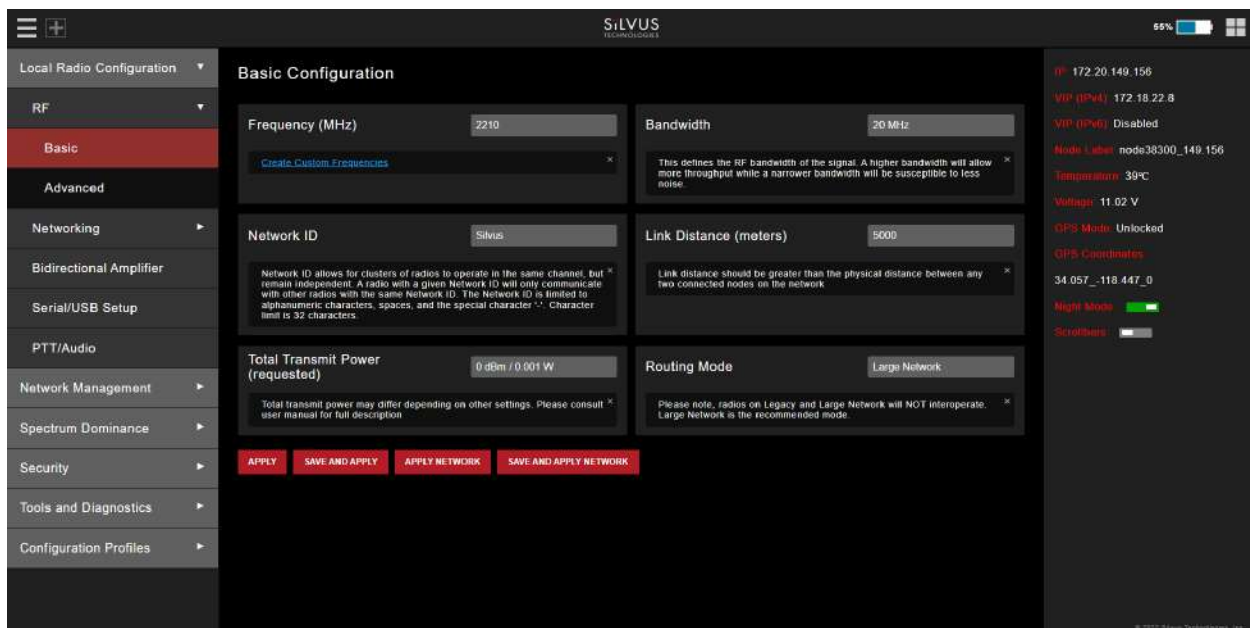 SiLVUS
TECHNOLOGIES
55%
Local Radio Configuration
RF
Basic
Advanced
Networking
Bidirectional Amplifier
Serial/USB Setup
PTT/Audio
Network Management
Spectrum Dominance
Security
Tools and Diagnostics
Configuration Profiles
Basic Configuration
Frequency (MHz)
2210
Create Custom Frequencies
Bandwidth
20 MHz
This defines the RF bandwidth of the signal. A higher bandwidth will allow
more throughput while a narrower bandwidth will be susceptible to less
noise.
Network ID
Silvus
Network ID allows for clusters of radios to operate in the same channel, but
remain independent. A radio with a given Network ID will only communicate
with other radios with the same Network ID. The Network ID is limited to
alphanumeric characters, spaces, and the special character '-'. Character
limit is 32 characters.
Link Distance (meters)
5000
Link distance should be greater than the physical distance between any
two connected nodes on the network
Total Transmit Power
(requested)
0 dBm / 0.001 W
Total transmit power may differ depending on other settings. Please consult
user manual for full description
Routing Mode
Large Network
Please note, radios on Legacy and Large Network will NOT interoperate.
Large Network is the recommended mode.
APPLY
SAVE AND APPLY
APPLY NETWORK
SAVE AND APPLY NETWORK
IP: 172.20.149.156
VIP (IPv4): 172.18.22.8
VIP (IPv6): Disabled
Node Label: node38300_149.156
Temperature: 39ºC
Voltage: 11.02 V
GPS Mode: Unlocked
GPS Coordinates:
34.057_-118.447_0
Night Mode:
Scrollbars: